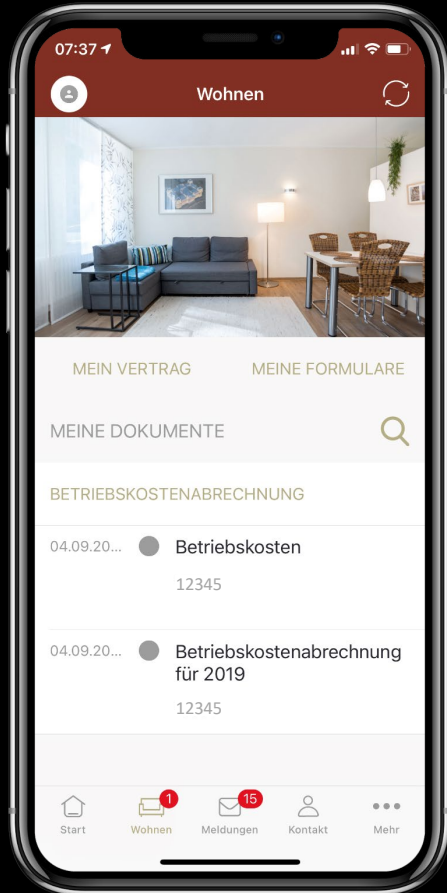 07:37
Wohnen
MEIN VERTRAG
MEINE FORMULARE
MEINE DOKUMENTE
BETRIEBSKOSTENABRECHNUNG
04.09.20...
Betriebskosten
12345
04.09.20...
Betriebskostenabrechnung
für 2019
12345
1
15
Start
Wohnen
Meldungen
Kontakt
Mehr